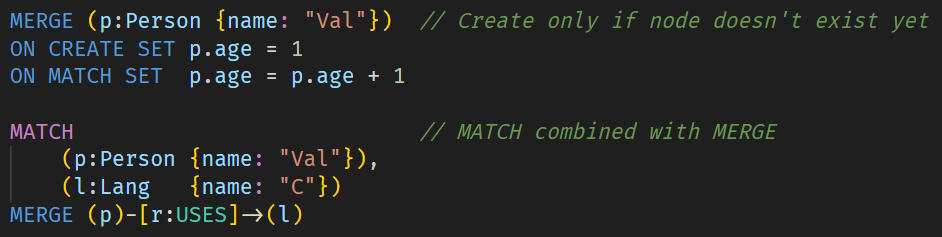 MERGE (p:Person {name: "Val"})  // Create only if node doesn't exist yet
ON CREATE SET p.age = 1
ON MATCH SET  p.age = p.age + 1
MATCH                           // MATCH combined with MERGE
    (p:Person {name: "Val"}),
    (l:Lang   {name: "C"})
MERGE (p)-[r:USES]->(l)